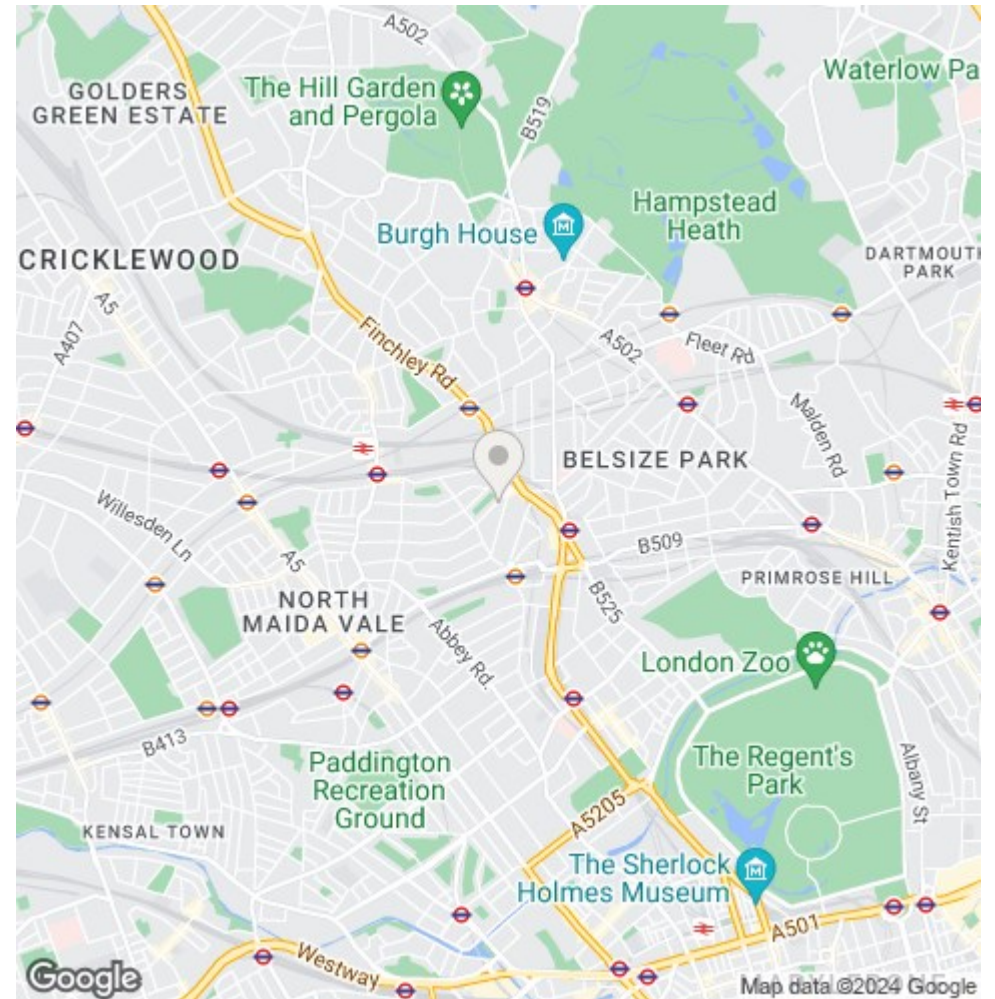 A502
Waterlow Pa
GOLDERS
GREEN ESTATE
The Hill Garden
and Pergola
B519
Hampstead
Heath
Burgh House
CRICKLEWOOD
DARTMOUTH
PARK
A5
A407
Finchley Rd
A502
Fleet Rd
Malden Rd
BELSIZE PARK
Kentish Town Rd
Willesden Ln
A5
B509
PRIMROSE HILL
NORTH
MAIDA VALE
B525
Abbey Rd.
London Zoo
B413
The Regent's
Park
Albany St
Paddington
Recreation
Ground
KENSAL TOWN
A5205
The Sherlock
Holmes Museum
A501
Westway
MARYLEBONE
Google
Map data ©2024 Google